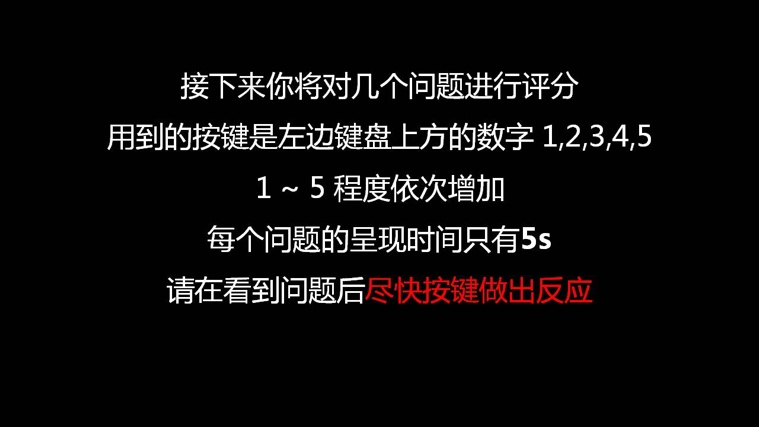 接下来你将对几个问题进行评分
用到的按键是左边键盘上方的数字 1,2,3,4,5
1 ~ 5 程度依次增加
每个问题的呈现时间只有5s
请在看到问题后尽快按键做出反应